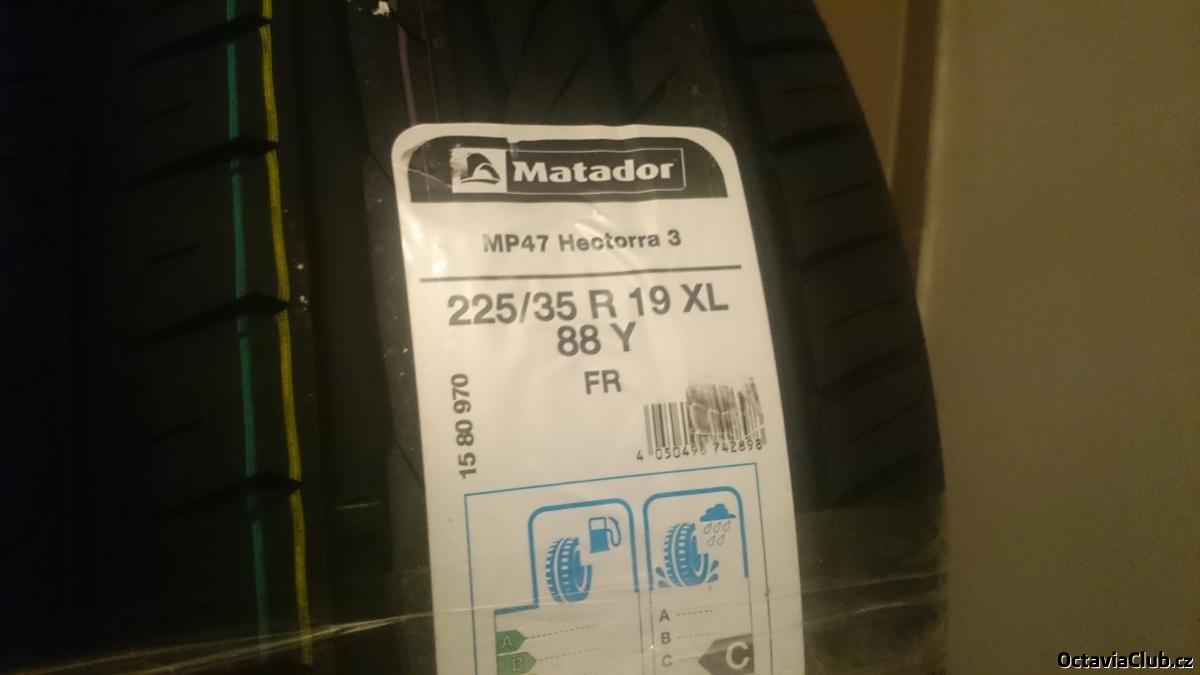 Matador
MP47 Hectorra 3
225/35 R 19 XL
88 Y
FR
15 80 970
4 050496 742898
A
B
A
B
C
C
OctaviaClub.cz